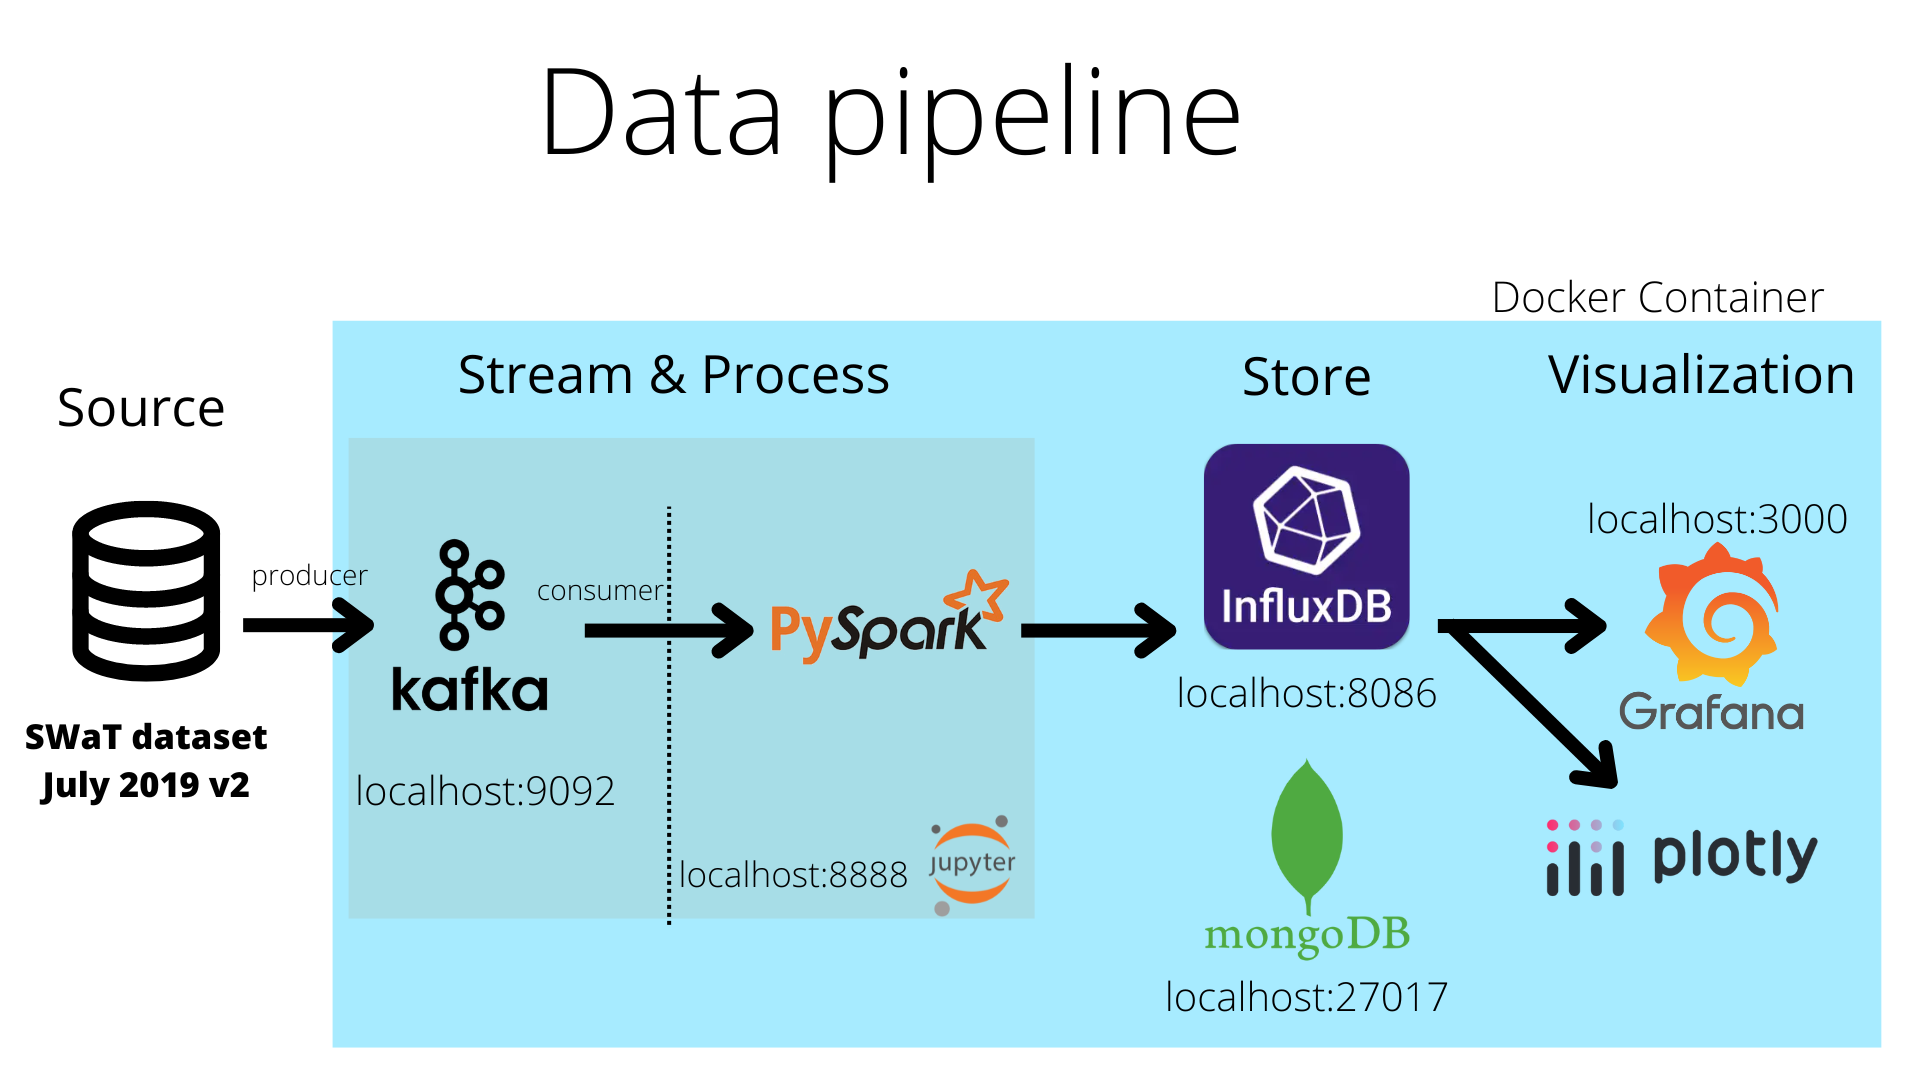 Data pipeline
Docker Container
Source
Stream & Process
Store
Visualization
producer
consumer
kafka
PySpark
InfluxDB
localhost:3000
Grafana
SWaT dataset
July 2019 v2
localhost:9092
localhost:8888
jupyter
localhost:8086
mongoDB
localhost:27017
plotly